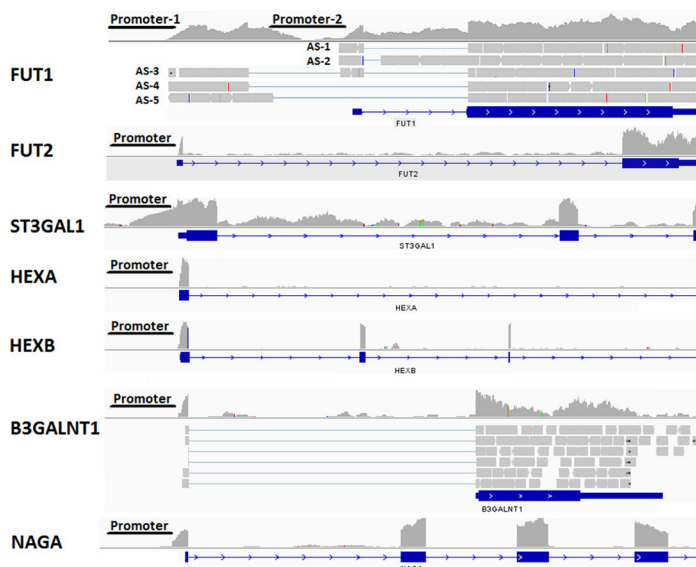 Promoter-1 Promoter-2
AS-1
AS-2
FUT1
AS-3
AS-4
AS-5
FUT1
Promoter
FUT2
FUT2
Promoter
ST3GAL1
ST3GAL1
Promoter
HEXA
HEXA
Promoter
HEXB
HEXB
Promoter
B3GALNT1
B3GALNT1
Promoter
NAGA